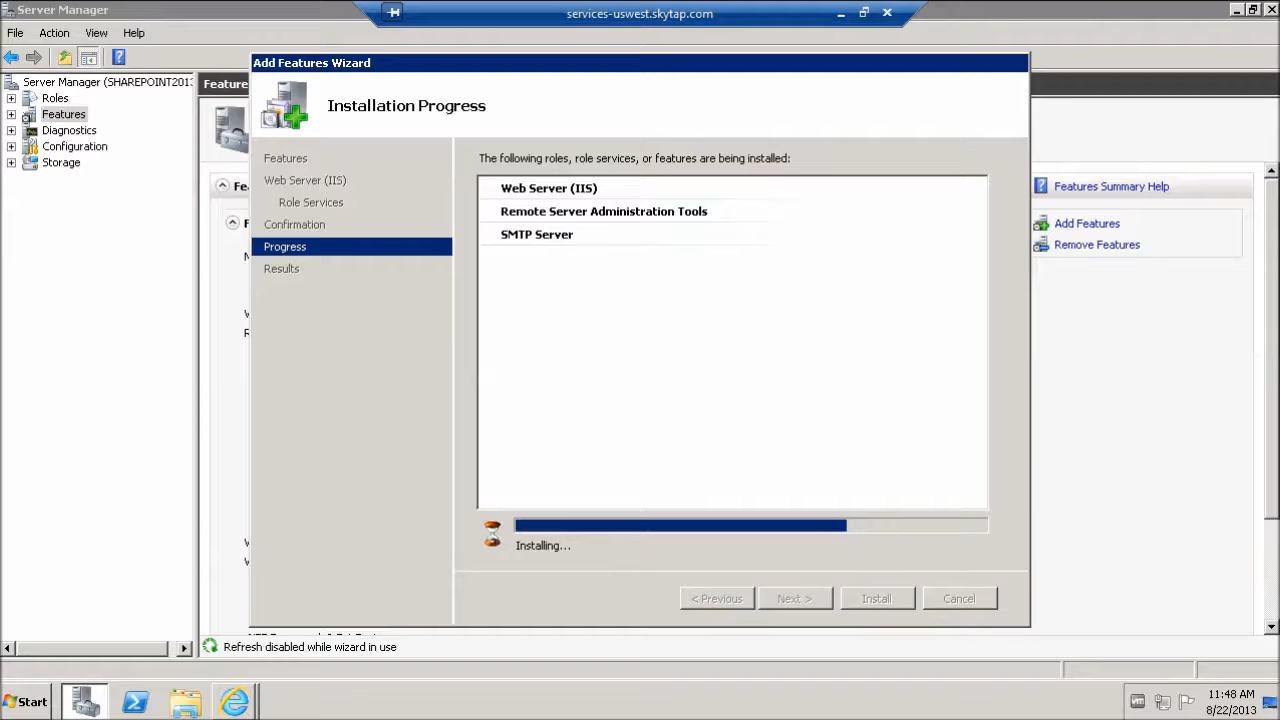 Server Manager
services-uswest.skytap.com
File Action View Help
Server Manager (SHAREPOINT2013
Roles
Features
Diagnostics
Configuration
Storage
Feature
Add Features Wizard
Installation Progress
Features
Web Server (IIS)
Role Services
Confirmation
Progress
Results
The following roles, role services, or features are being installed:
Web Server (IIS)
Remote Server Administration Tools
SMTP Server
Installing...
< Previous
Next >
Install
Cancel
Fe
Features Summary Help
Add Features
Remove Features
Refresh disabled while wizard in use
Start
11:48 AM
8/22/2013